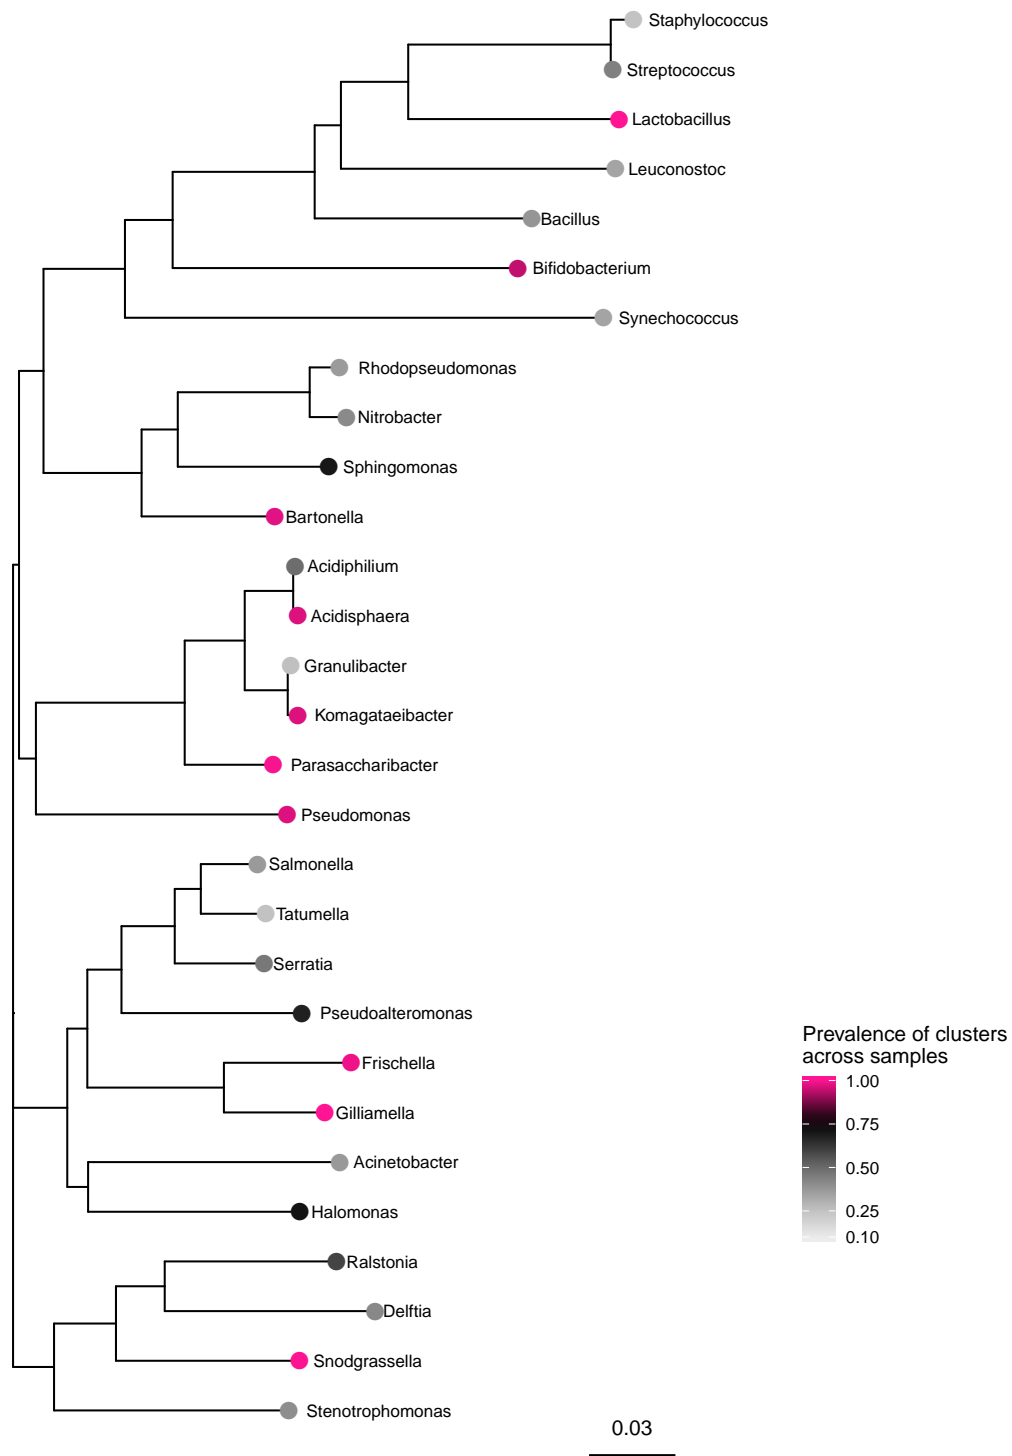 Staphylococcus
Streptococcus
Lactobacillus
Leuconostoc
Bacillus
Bifidobacterium
Synechococcus
Rhodopseudomonas
Nitrobacter
Sphingomonas
Bartonella
Acidiphilium
Acidisphaera
Granulibacter
Komagataeibacter
Parasaccharibacter
Pseudomonas
Salmonella
Tatumella
Serratia
Pseudoalteromonas
Frischella
Gilliamella
Acinetobacter
Halomonas
Ralstonia
Delftia
Snodgrassella
Stenotrophomonas
Prevalence of clusters
across samples
1.00
0.75
0.50
0.25
0.10
0.03